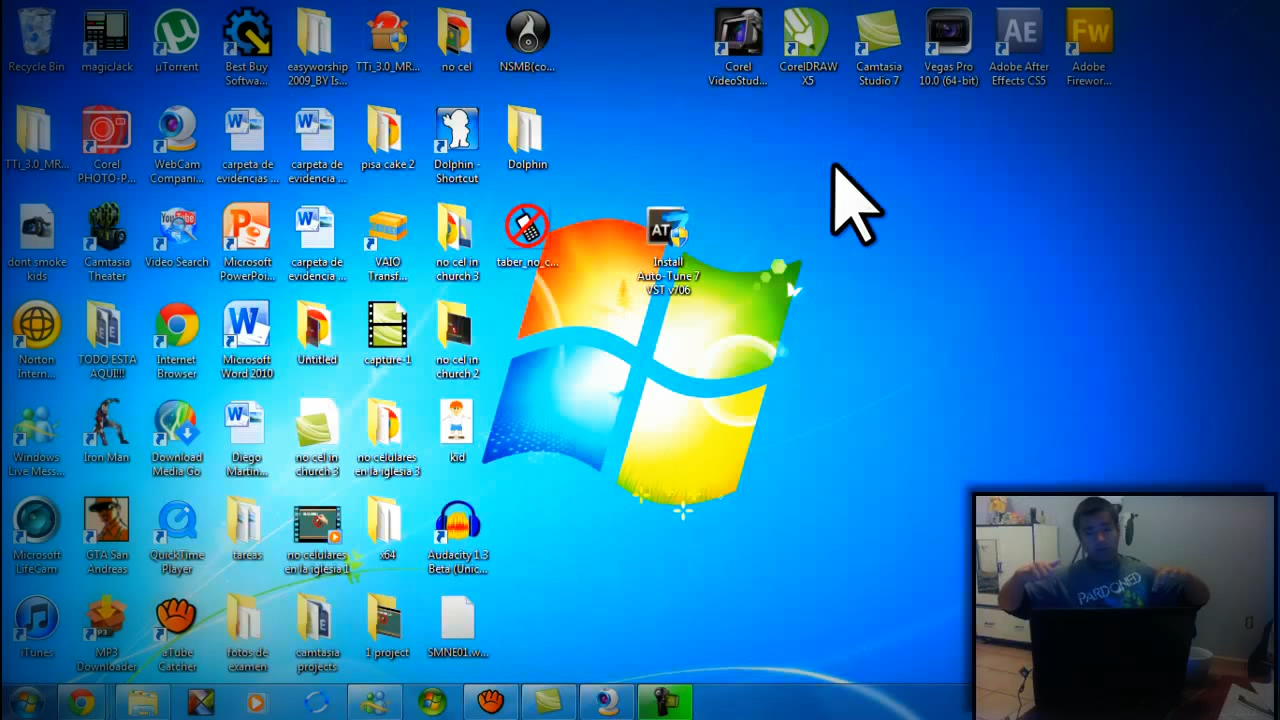 Recycle Bin
magicJack
µTorrent
Best Buy
Softwa...
easyworship
2009_BY Is...
TTi_3.0_MR...
no cel
NSMB(co...
Corel
VideoStud...
CorelDRAW
X5
Camtasia
Studio 7
Vegas Pro
10.0 (64-bit)
AE
Adobe After
Effects CS5
Fw
Adobe
Firewor...
TTi_3.0_MR...
Corel
PHOTO-P...
WebCam
Compani...
carpeta de
evidencias ...
carpeta de
evidencia ...
pisa cake 2
Dolphin -
Shortcut
Dolphin
dont smoke
kids
Camtasia
Theater
YouTube
Video Search
Microsoft
PowerPoi...
carpeta de
evidencia ...
VAIO
Transf...
no cel in
church 3
taber_no_c...
AT 7
Install
Auto-Tune 7
VST v706
Norton
Intern...
TODO ESTA
AQUI!!!
Internet
Browser
Microsoft
Word 2010
Untitled
capture-1
no cel in
church 2
Windows
Live Mess...
Iron Man
Download
Media Go
Diego
Martin...
no cel in
church 3
no celulares
en la iglesia 3
kid
Microsoft
LifeCam
GTA San
Andreas
QuickTime
Player
tareas
no celulares
en la iglesia1
x64
Audacity 1.3
Beta (Unic...
iTunes
MP3
Downloader
aTube
Catcher
fotos de
examen
camtasia
projects
1 project
SMNE01.w...
PARDONED